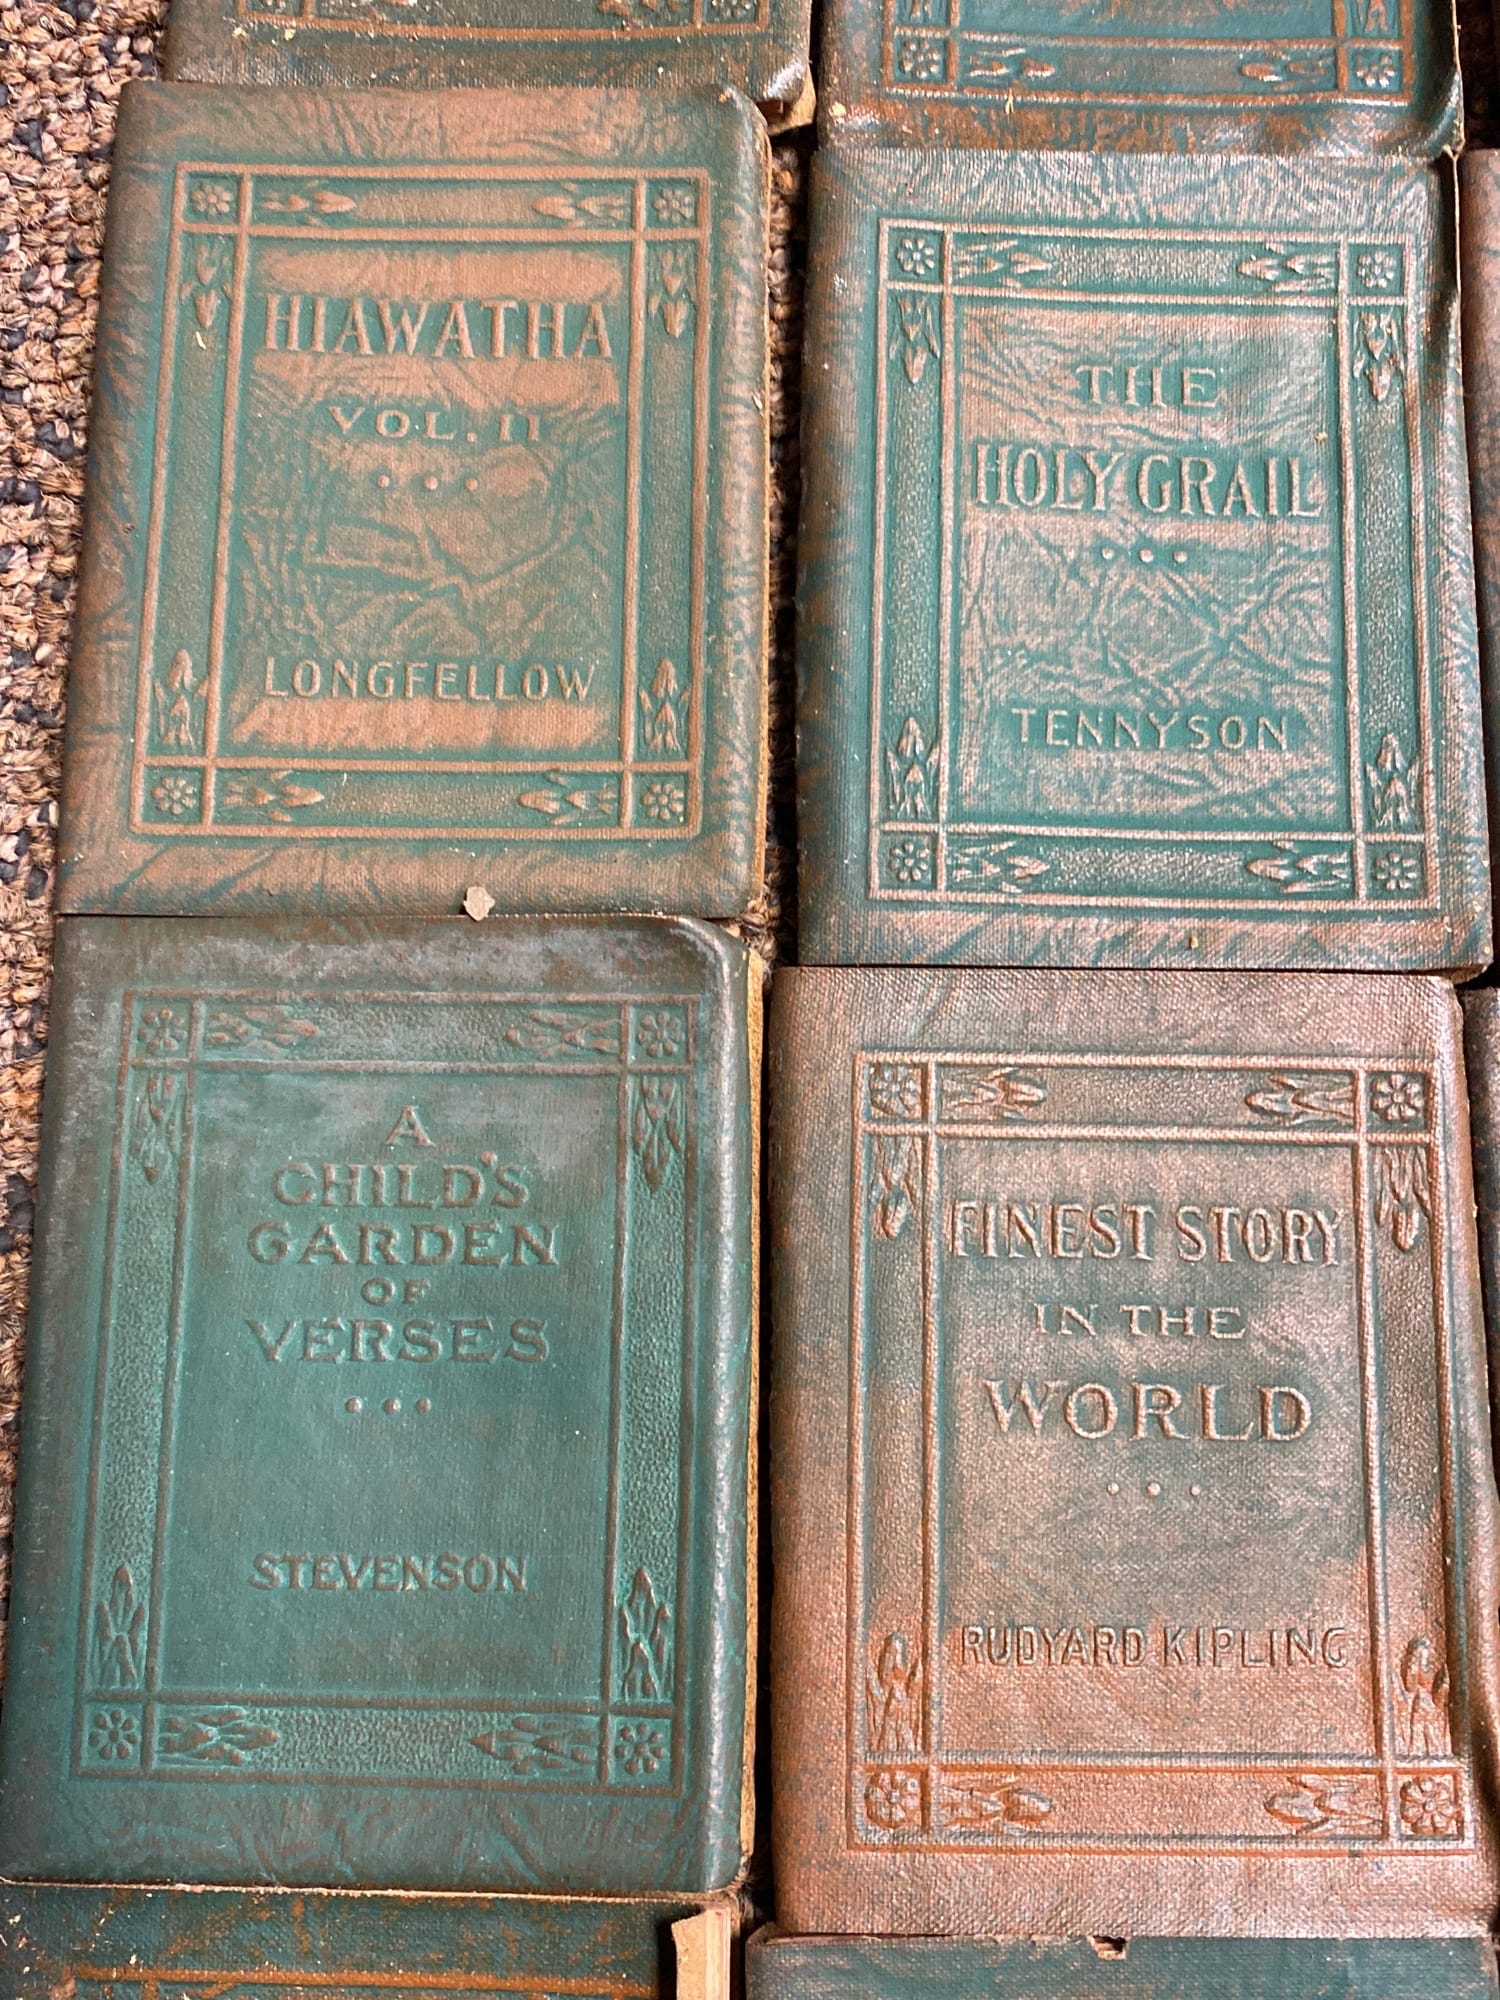 HIAWATHA
VOL. II
LONGFELLOW
THE
HOLY GRAIL
TENNYSON
A
CHILD'S
GARDEN
OF
VERSES
STEVENSON
FINEST STORY
IN THE
WORLD
RUDYARD KIPLING